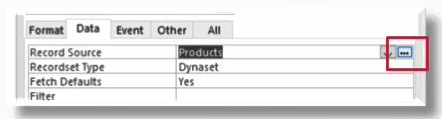 Format Data Event Other All
Record Source Products
Recordset Type Dynaset
Fetch Defaults Yes
Filter